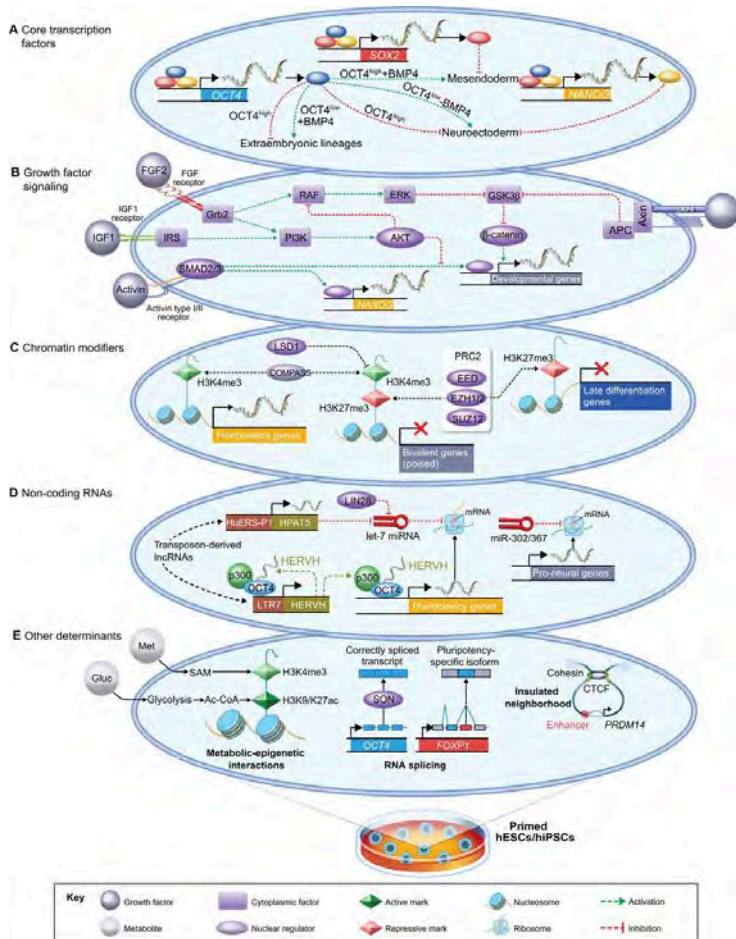 A Core transcription
factors
SOX2
OCT4
OCT4high+BMP4
Mesendoderm
NANOG
OCT4high
OCT4low
+BMP4
OCT4high
OCT4low-BMP4
Extraembryonic lineages
Neuroectoderm
B Growth factor
signaling
FGF2
FGF
receptor
IGF1
receptor
Grb2
RAF
ERK
GSK3β
Axin
APC
IGF1
IRS
PI3K
AKT
β-catenin
SMAD2/3
Activin
Activin type I/II
receptor
NANOG
Developmental genes
C Chromatin modifiers
LSD1
COMPASS
H3K4me3
H3K4me3
H3K27me3
PRC2
EED
EZH1/2
SUZ12
H3K27me3
Late differentiation
genes
Pluripotency genes
Bivalent genes
(poised)
D Non-coding RNAs
LIN28
HuERS-P1
HPAT5
let-7 miRNA
mRNA
miR-302/367
mRNA
Transposon-derived
lncRNAs
HERVH
HERVH
p300
OCT4
p300
OCT4
Pro-neural genes
LTR7
HERVH
Pluripotency genes
E Other determinants
Met
SAM
H3K4me3
Gluc
Glycolysis
Ac-CoA
H3K9/K27ac
Metabolic-epigenetic
interactions
Correctly spliced
transcript
Pluripotency-
specific isoform
SON
OCT4
FOXP1
RNA splicing
Cohesin
CTCF
Insulated
neighborhood
Enhancer
PRDM14
Primed
hESCs/hiPSCs
Key
Growth factor
Cytoplasmic factor
Active mark
Nucleosome
Activation
Metabolite
Nuclear regulator
Repressive mark
Ribosome
Inhibition